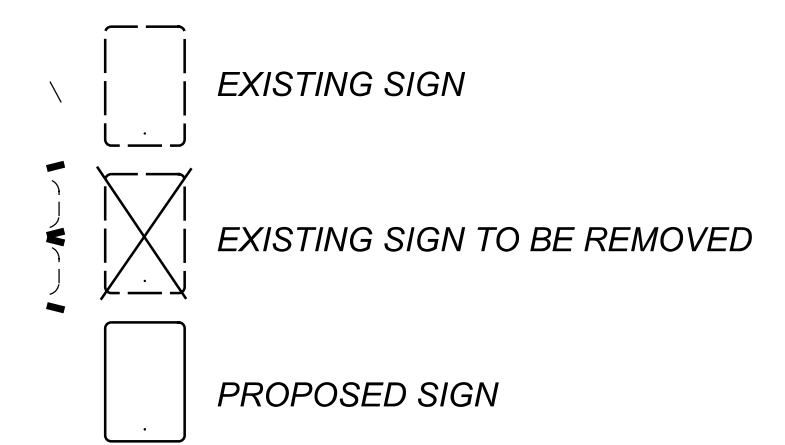 EXISTING SIGN
EXISTING SIGN TO BE REMOVED
PROPOSED SIGN